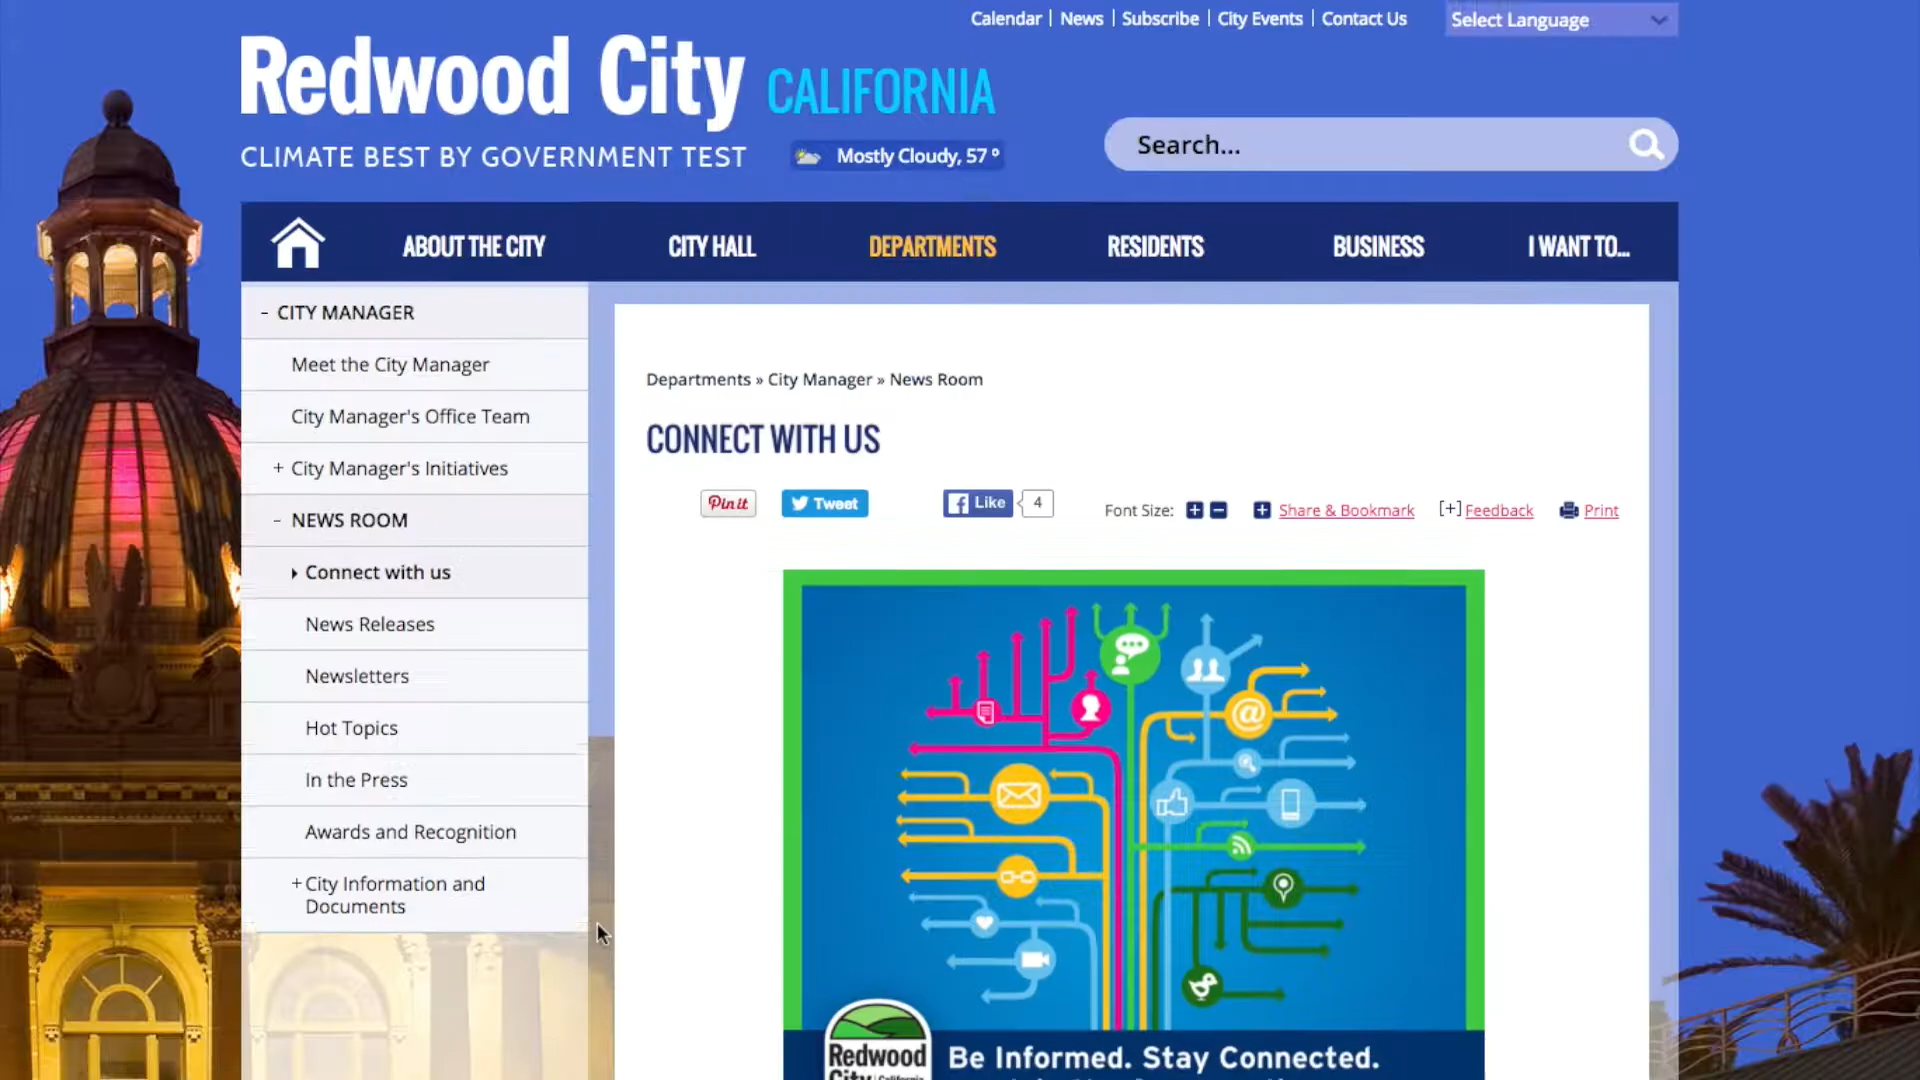 Calendar | News | Subscribe | City Events | Contact Us
Select Language
Redwood City CALIFORNIA
CLIMATE BEST BY GOVERNMENT TEST
Mostly Cloudy, 57 °
Search...
ABOUT THE CITY
CITY HALL
DEPARTMENTS
RESIDENTS
BUSINESS
I WANT TO...
- CITY MANAGER
Meet the City Manager
City Manager's Office Team
+ City Manager's Initiatives
- NEWS ROOM
Connect with us
News Releases
Newsletters
Hot Topics
In the Press
Awards and Recognition
+ City Information and
Documents
Departments » City Manager » News Room
CONNECT WITH US
Pin it
Tweet
Like 4
Font Size: + - + Share & Bookmark [+] Feedback Print
@
Redwood
City California
Be Informed. Stay Connected.